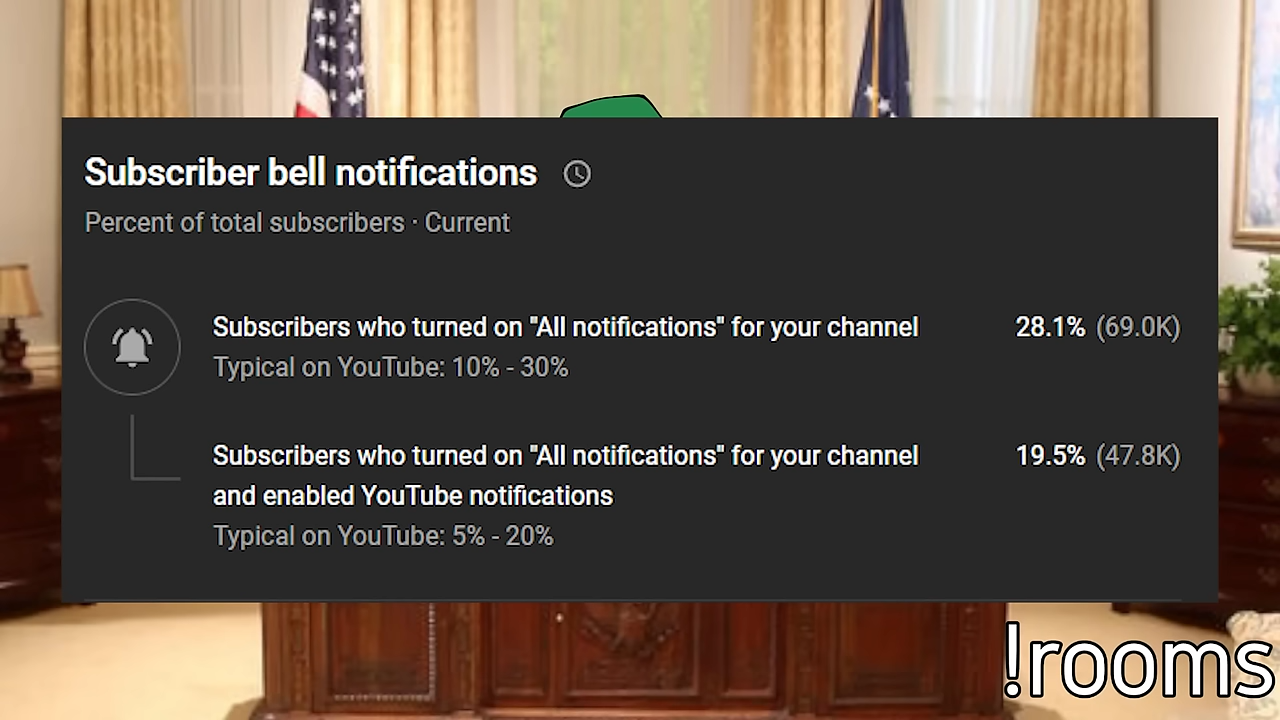 Subscriber bell notifications
Percent of total subscribers · Current
Subscribers who turned on "All notifications" for your channel 28.1% (69.0K)
Typical on YouTube: 10% - 30%
Subscribers who turned on "All notifications" for your channel 19.5% (47.8K)
and enabled YouTube notifications
Typical on YouTube: 5% - 20%
!rooms